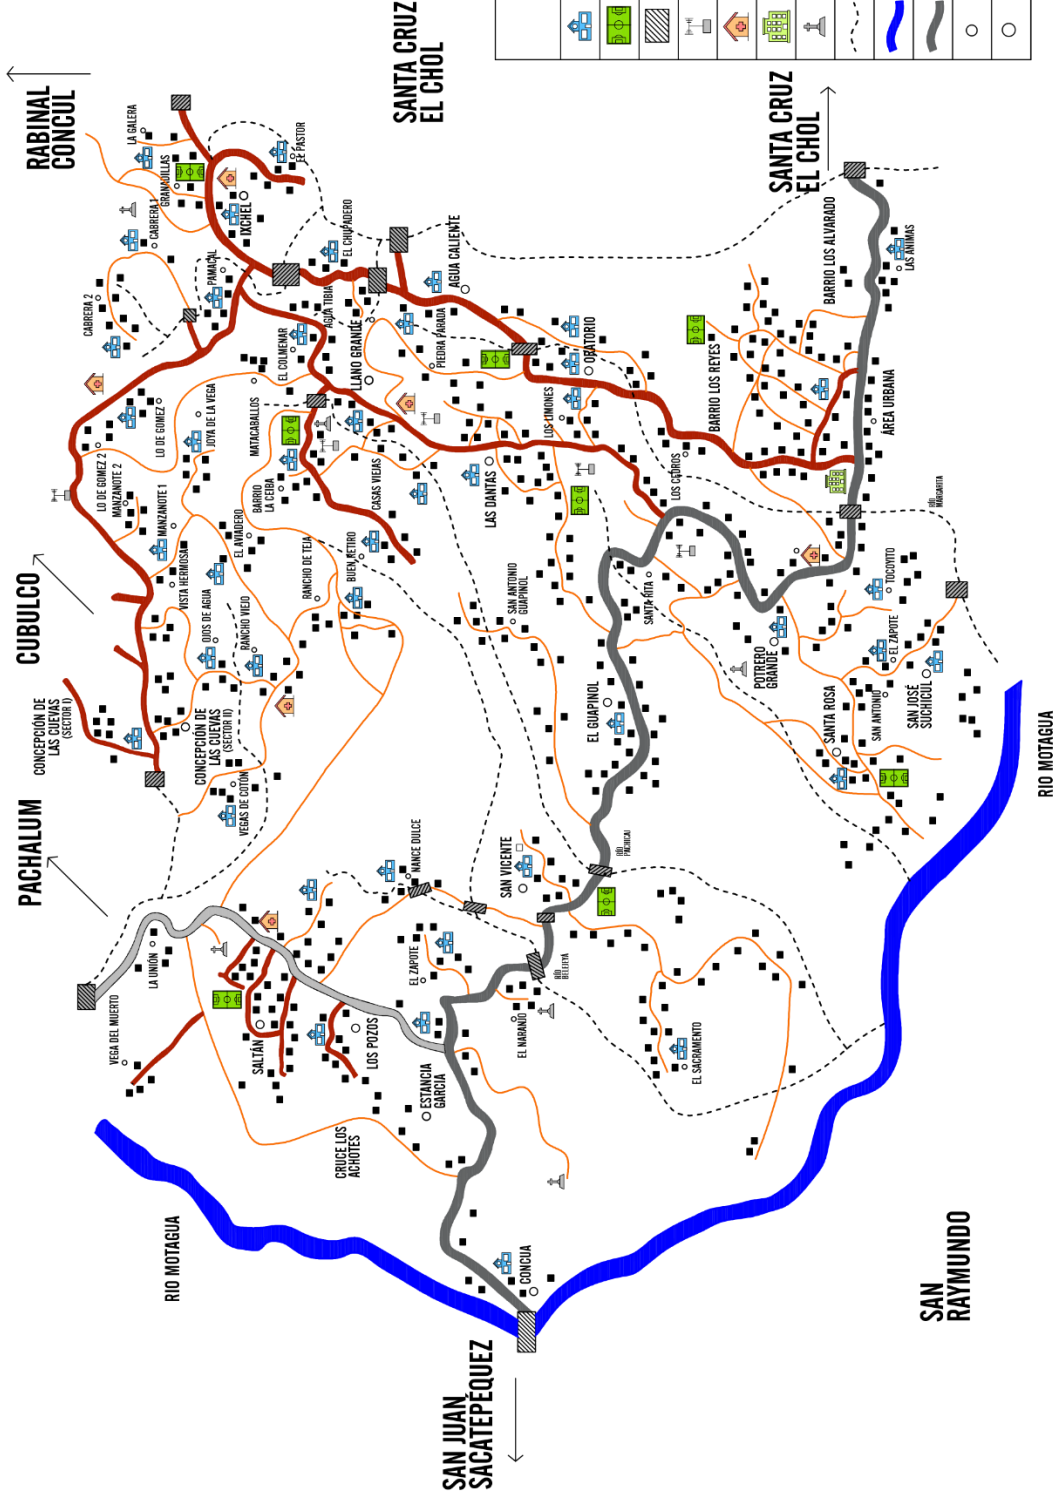 RABINAL
CONCUL
SANTA CRUZ
EL CHOL
LA GALERA
GRANADILLAS
EL PASTOR
CABRERA 1
IXCHEL
CABRERA 2
PAMACAL
EL CHUPADERO
AGUA CALIENTE
AGUA TIBIA
EL COLMENAR
LLANO GRANDE
PIEDRA PARADA
ORATORIO
LOS LIMONES
SANTA CRUZ
EL CHOL
BARRIO LOS ALVARADO
LAS ANIMAS
BARRIO LOS REYES
ÁREA URBANA
LO DE GOMEZ
JOYA DE LA VEGA
MATACABALLOS
LO DE GOMEZ 2
MANZANOTE 2
MANZANOTE 1
BARRIO
LA CEIBA
CASAS VIEJAS
LAS DANTAS
LOS CODROS
RÍO
MARGARITA
CUBULCO
VISTA HERMOSA
EL AVIADERO
OJOS DE AGUA
RANCHO VIEJO
RANCHO DE TEJA
BUEN RETIRO
SAN ANTONIO
GUAPINOL
SANTA RITA
TOCOYITO
POTRERO
GRANDE
EL ZAPOTE
SAN ANTONIO
SAN JOSÉ
SUCHICUL
SANTA ROSA
CONCEPCIÓN DE
LAS CUEVAS
(SECTOR I)
CONCEPCIÓN DE
LAS CUEVAS
(SECTOR II)
VEGAS DE COTÓN
EL GUAPINOL
RIO MOTAGUA
PACHALUM
NANCE DULCE
SAN VICENTE
LA UNIÓN
VEGA DEL MUERTO
SALTÁN
LOS POZOS
EL ZAPOTE
EL NARANJO
EL SACRAMENTO
ESTANCIA
GARCIA
CRUCE LOS
ACHOTES
RIO MOTAGUA
CONCUA
SAN JUAN
SACATEPÉQUEZ
SAN
RAYMUNDO